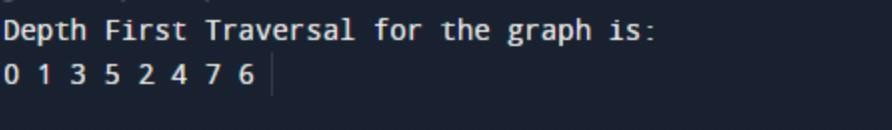 Depth First Traversal for the graph is:
0 1 3 5 2 4 7 6